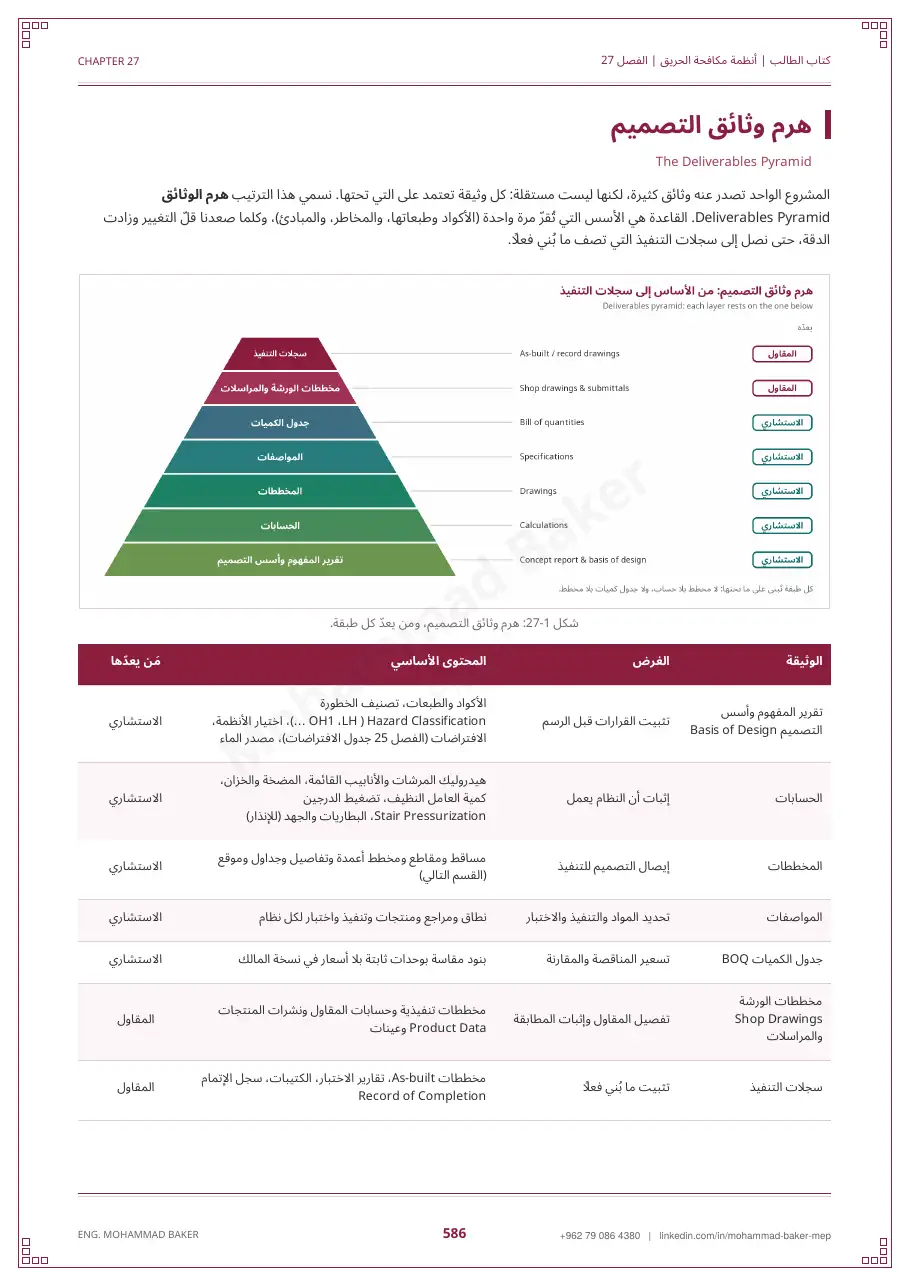 CHAPTER 27
كتاب الطالب | أنظمة مكافحة الحريق | الفصل 27
هرم وثائق التصميم
The Deliverables Pyramid
المشروع الواحد تصدر عنه وثائق كثيرة، لكنها ليست مستقلة: كل وثيقة تعتمد على التي تحتها. نسمي هذا الترتيب هرم الوثائق
Deliverables Pyramid. القاعدة هي الأسس التي تُقرّ مرة واحدة (الأكواد وطبعاتها، والمخاطر، والمبادئ)، وكلما صعدنا قلّ التغيير وزادت
الدقة، حتى نصل إلى سجلات التنفيذ التي تصف ما بُني فعلًا.
هرم وثائق التصميم: من الأساس إلى سجلات التنفيذ
Deliverables pyramid: each layer rests on the one below
يعدّه
المقاول As-built / record drawings سجلات التنفيذ
المقاول Shop drawings & submittals مخططات الورشة والمراسلات
الاستشاري Bill of quantities جدول الكميات
الاستشاري Specifications المواصفات
الاستشاري Drawings المخططات
الاستشاري Calculations الحسابات
الاستشاري Concept report & basis of design تقرير المفهوم وأسس التصميم
كل طبقة تُبنى على ما تحتها: لا مخطط بلا حساب، ولا جدول كميات بلا مخطط.
شكل 1-27: هرم وثائق التصميم، ومن يعدّ كل طبقة.
الوثيقة الغرض المحتوى الأساسي مَن يعدّها
تقرير المفهوم وأسس
التصميم Basis of Design
تثبيت القرارات قبل الرسم
الأكواد والطبعات، تصنيف الخطورة
Hazard Classification ( LH، OH1 ...)، اختيار الأنظمة،
الافتراضات (الفصل 25 جدول الافتراضات)، مصدر الماء
الاستشاري
الحسابات
إثبات أن النظام يعمل
هيدروليك المرشات والأنابيب القائمة، المضخة والخزان،
كمية العامل النظيف، تضغيط الدرجين
Stair Pressurization، البطاريات والجهد (للإنذار)
الاستشاري
المخططات
إيصال التصميم للتنفيذ
مساقط ومقاطع ومخطط أعمدة وتفاصيل وجداول وموقع
(القسم التالي)
الاستشاري
المواصفات
تحديد المواد والتنفيذ والاختبار
نطاق ومراجع ومنتجات وتنفيذ واختبار لكل نظام
الاستشاري
جدول الكميات BOQ
تسعير المناقصة والمقارنة
بنود مقاسة بوحدات ثابتة بلا أسعار في نسخة المالك
الاستشاري
مخططات الورشة
Shop Drawings
والمراسلات
تفصيل المقاول وإثبات المطابقة
مخططات تنفيذية وحسابات المقاول ونشرات المنتجات
Product Data وعينات
المقاول
سجلات التنفيذ
تثبيت ما بُني فعلًا
مخططات As-built، تقارير الاختبار، الكتيبات، سجل الإتمام
Record of Completion
المقاول
Mohammad Baker
ENG. MOHAMMAD BAKER
586
+962 79 086 4380 | linkedin.com/in/mohammad-baker-mep